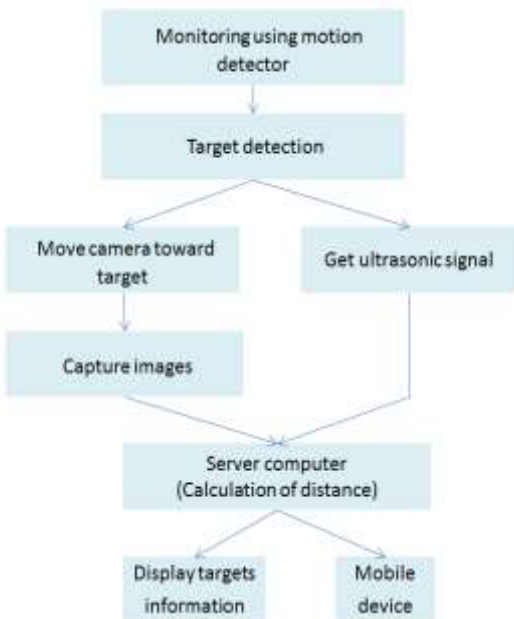 Monitoring using motion
detector
Target detection
Move camera toward
target
Get ultrasonic signal
Capture images
Server computer
(Calculation of distance)
Display targets
information
Mobile
device